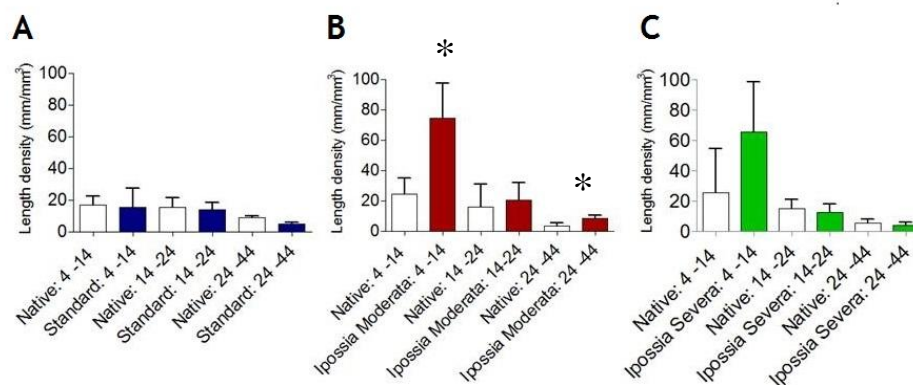 A
Length density (mm/mm³)
100
80
60
40
20
0
Native: 4 -14
Standard: 4 -14
Native: 14 -24
Standard: 14 -24
Native: 24 -44
Standard: 24 -44
B
*
*
Length density (mm/mm³)
100
80
60
40
20
0
Native: 4 -14
Ipossia Moderata: 4 -14
Native: 14 -24
Ipossia Moderata: 14-24
Native: 24 -44
Ipossia Moderata: 24 -44
C
Length density (mm/mm³)
100
80
60
40
20
0
Native: 4 -14
Ipossia Severa: 4 -14
Native: 14 -24
Ipossia Severa: 14 -24
Native: 24 -44
Ipossia Severa: 24 -44